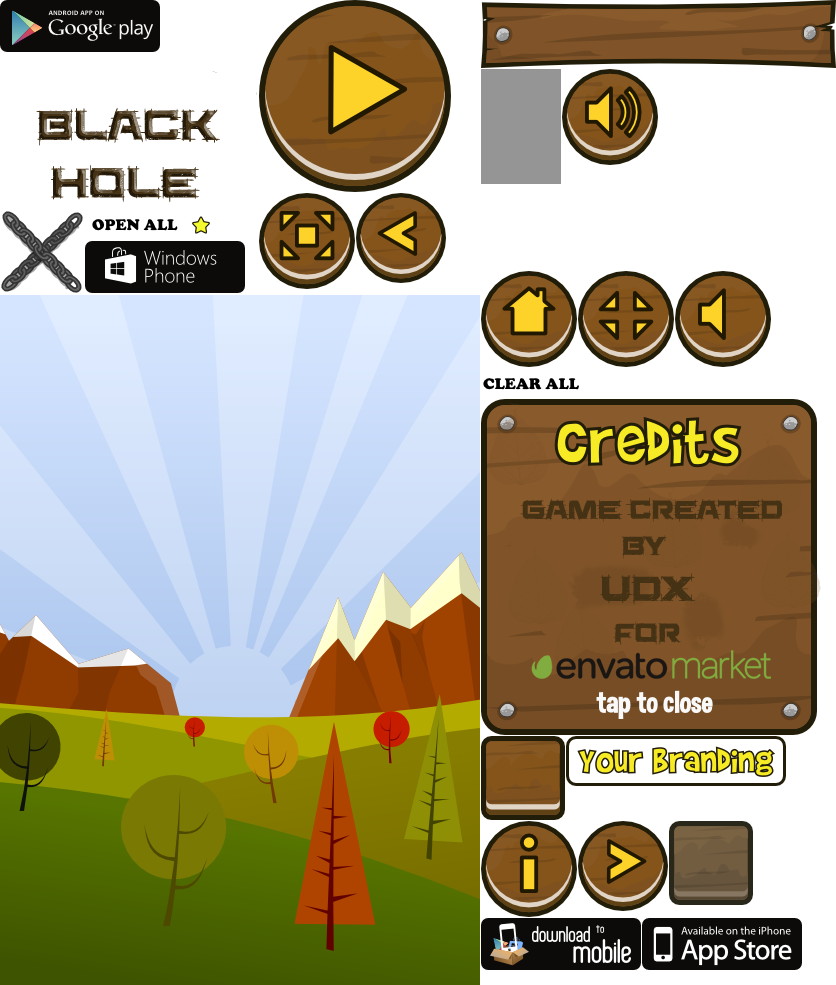 ANDROID APP ON
Google play
BLACK
HOLE
OPEN ALL
Windows
Phone
CLEAR ALL
Credits
GAME CREATED
BY
UDX
FOR
envato market
tap to close
Your Branding
download to
mobile
Available on the iPhone
App Store